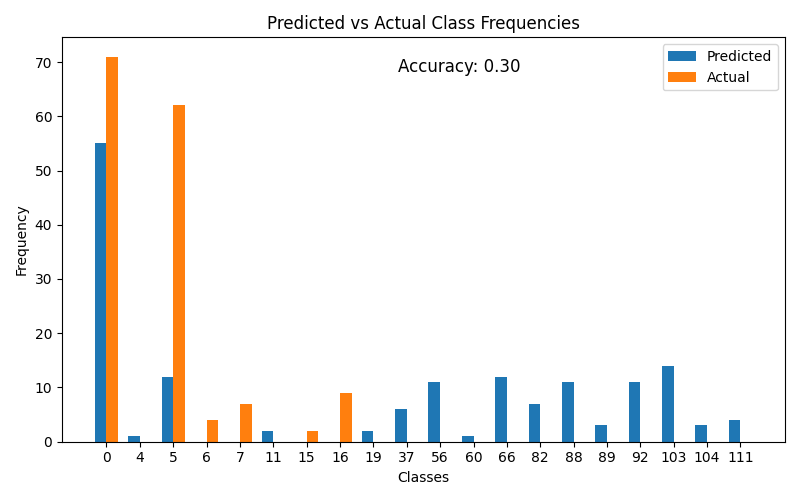 Predicted vs Actual Class Frequencies
Accuracy: 0.30
Predicted
Actual
Frequency
70
60
50
40
30
20
10
0
0 4 5 6 7 11 15 16 19 37 56 60 66 82 88 89 92 103 104 111
Classes